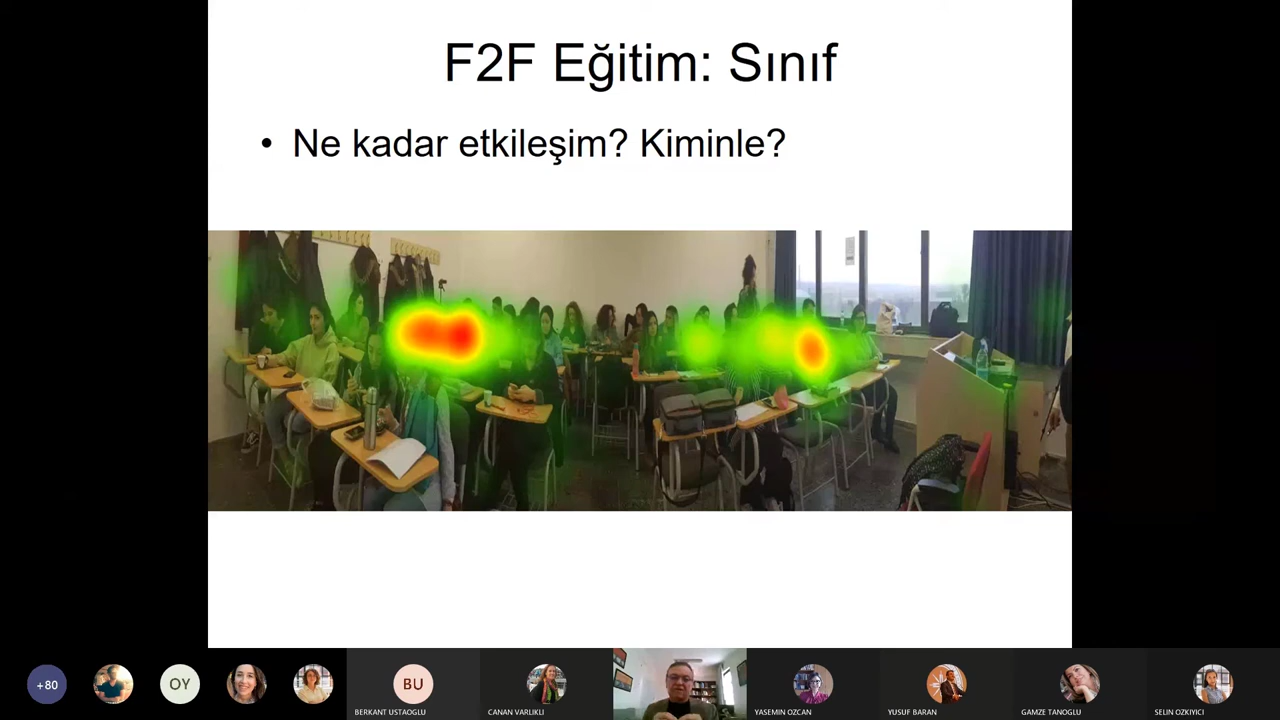 F2F Eğitim: Sınıf
• Ne kadar etkileşim? Kiminle?
+80
OY
BU
BERKANT USTAOGLU
CANAN VARLIKLI
YASEMIN OZCAN
YUSUF BARAN
GAMZE TANOGLU
SELIN OZKIYICI